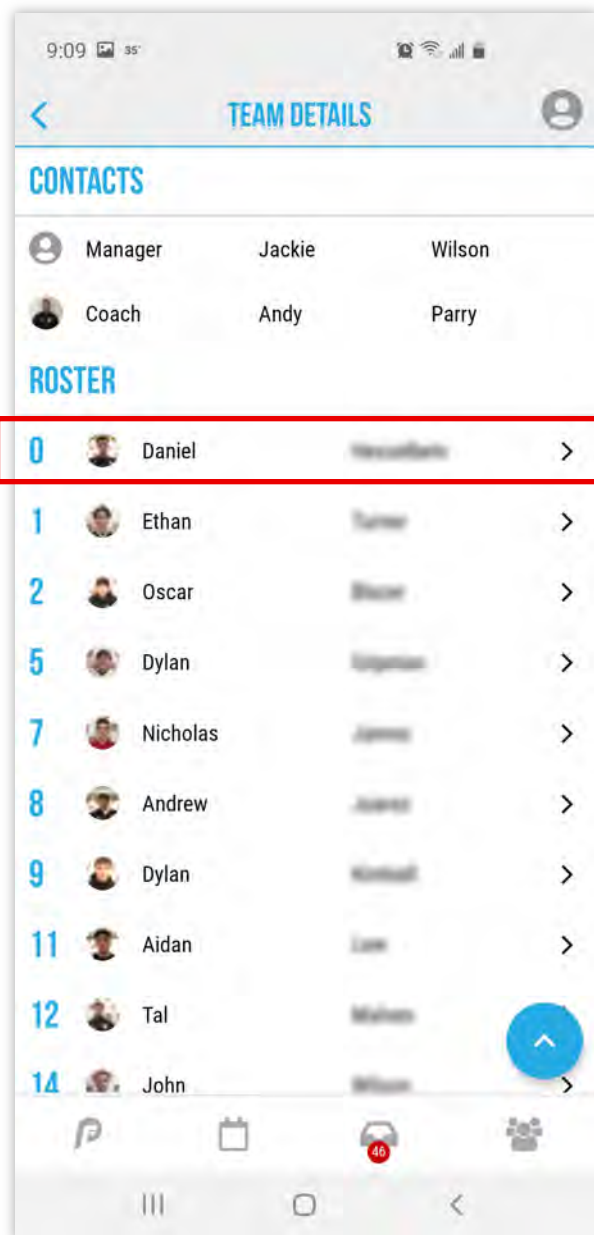 9:09 35°
TEAM DETAILS
CONTACTS
Manager Jackie Wilson
Coach Andy Parry
ROSTER
0 Daniel
1 Ethan
2 Oscar
5 Dylan
7 Nicholas
8 Andrew
9 Dylan
11 Aidan
12 Tal
14 John
46